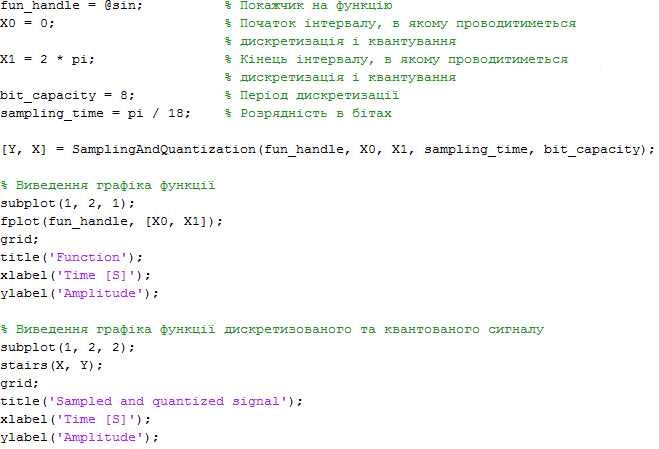 fun_handle = @sin; % Покажчик на функцію
X0 = 0; % Початок інтервалу, в якому проводитиметься
% дискретизація і квантування
X1 = 2 * pi; % Кінець інтервалу, в якому проводитиметься
% дискретизація і квантування
bit_capacity = 8; % Період дискретизації
sampling_time = pi / 18; % Розрядність в бітах
[Y, X] = SamplingAndQuantization(fun_handle, X0, X1, sampling_time, bit_capacity);
% Виведення графіка функції
subplot(1, 2, 1);
fplot(fun_handle, [X0, X1]);
grid;
title('Function');
xlabel('Time [S]');
ylabel('Amplitude');
% Виведення графіка функції дискретизованого та квантованого сигналу
subplot(1, 2, 2);
stairs(X, Y);
grid;
title('Sampled and quantized signal');
xlabel('Time [S]');
ylabel('Amplitude');